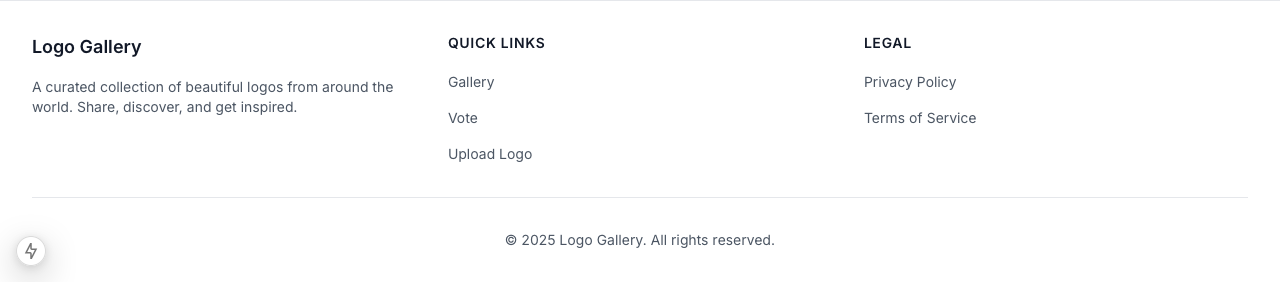 Logo Gallery
A curated collection of beautiful logos from around the
world. Share, discover, and get inspired.
QUICK LINKS
Gallery
Vote
Upload Logo
LEGAL
Privacy Policy
Terms of Service
© 2025 Logo Gallery. All rights reserved.